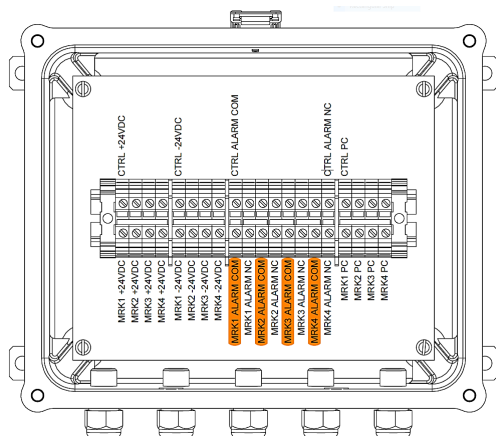 CTRL +24VDC
CTRL -24VDC
CTRL ALARM COM
CTRL ALARM NC
CTRL PC
MRK1 +24VDC
MRK2 +24VDC
MRK3 +24VDC
MRK4 +24VDC
MRK1 -24VDC
MRK2 -24VDC
MRK3 -24VDC
MRK4 -24VDC
MRK1 ALARM COM
MRK1 ALARM NC
MRK2 ALARM COM
MRK2 ALARM NC
MRK3 ALARM COM
MRK3 ALARM NC
MRK4 ALARM COM
MRK4 ALARM NC
MRK1 PC
MRK2 PC
MRK3 PC
MRK4 PC